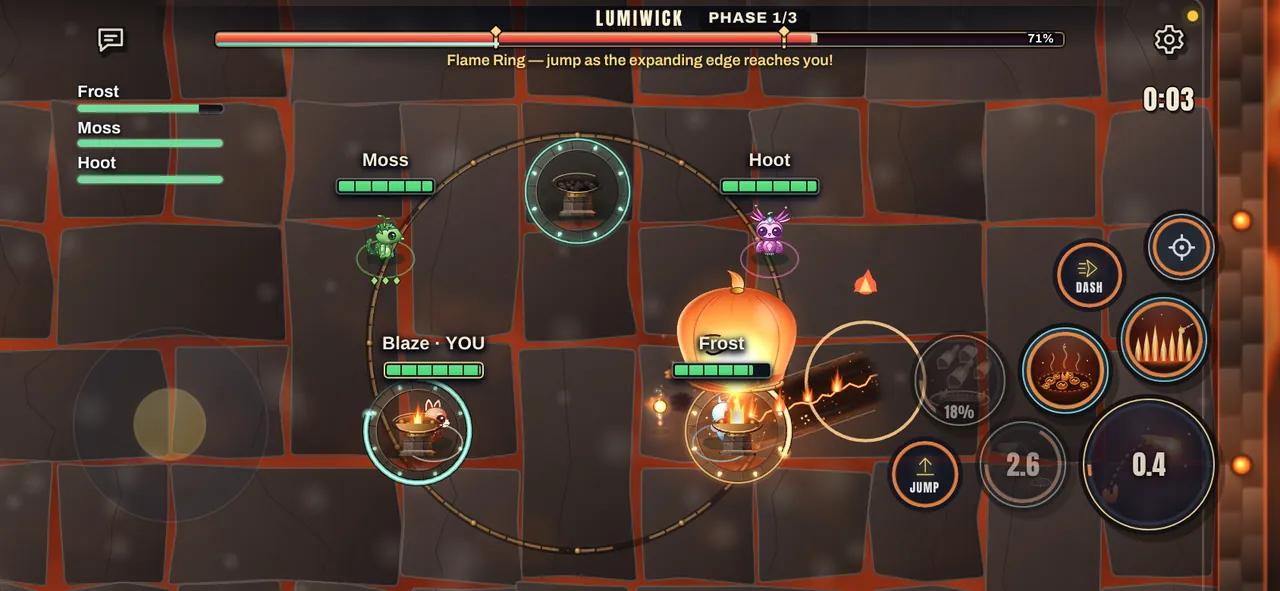 LUMIWICK PHASE 1/3
71%
Flame Ring — jump as the expanding edge reaches you!
0:03
Frost
Moss
Hoot
Moss
Hoot
DASH
Blaze · YOU
Frost
18%
2.6
0.4
JUMP